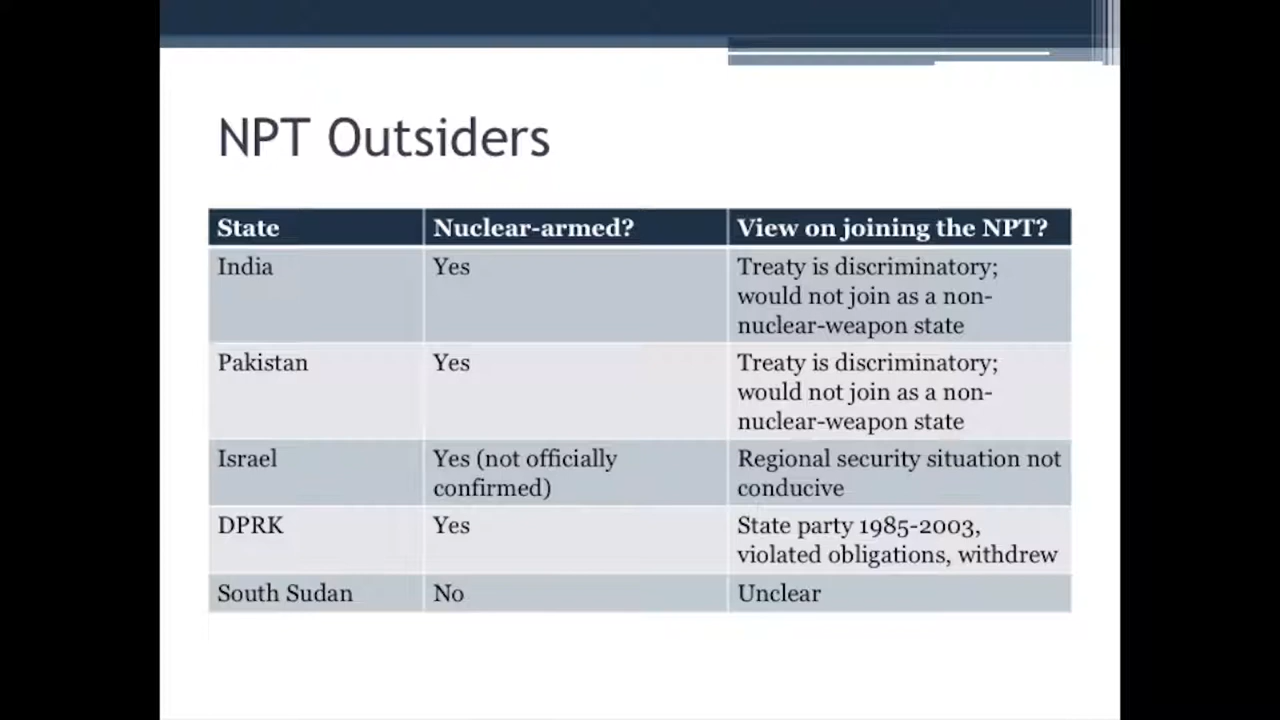 NPT Outsiders
State Nuclear-armed? View on joining the NPT?
India Yes Treaty is discriminatory;
would not join as a non-
nuclear-weapon state
Pakistan Yes Treaty is discriminatory;
would not join as a non-
nuclear-weapon state
Israel Yes (not officially Regional security situation not
confirmed) conducive
DPRK Yes State party 1985-2003,
violated obligations, withdrew
South Sudan No Unclear